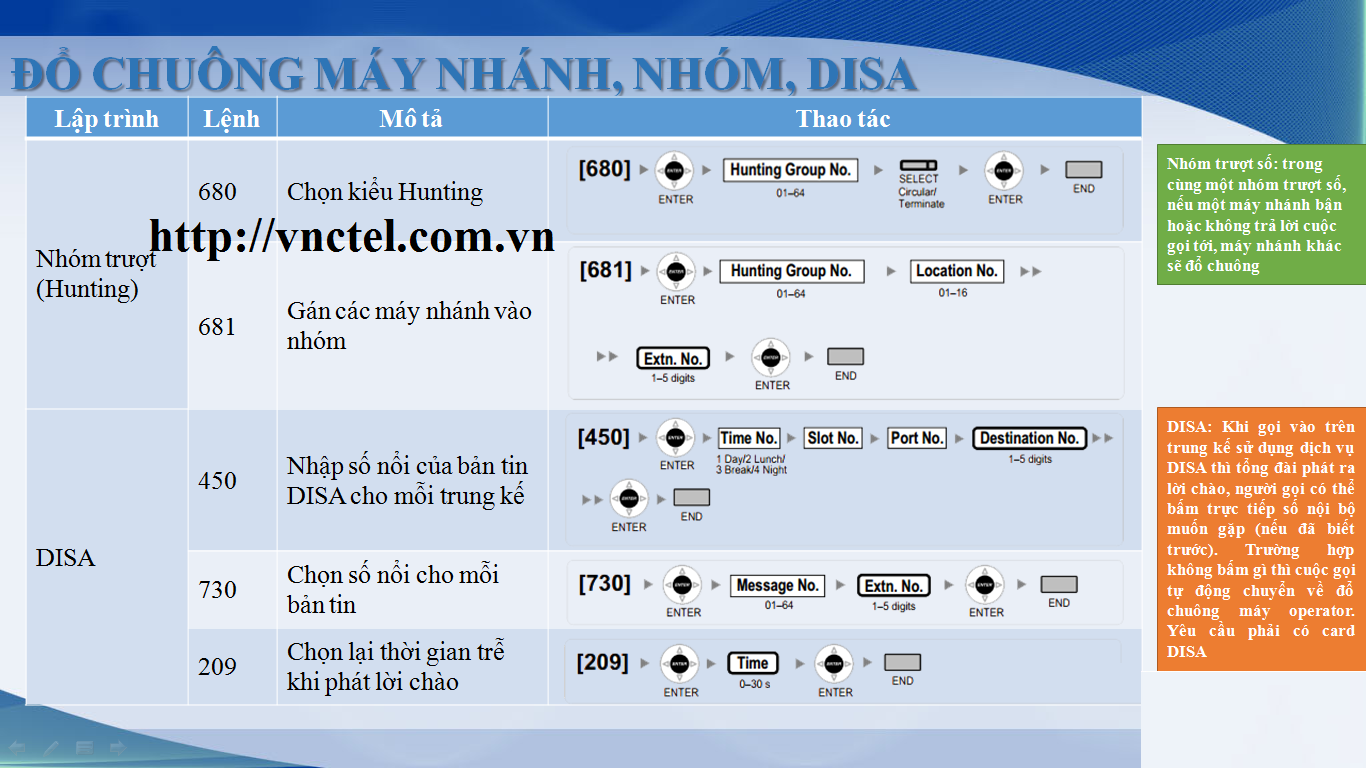 ĐỔ CHUÔNG MÁY NHÁNH, NHÓM, DISA
Lập trình Lệnh Mô tả Thao tác
Nhóm trượt
(Hunting)
680
Chọn kiểu Hunting
[680] ENTER Hunting Group No. SELECT ENTER END
01–64 Circular/
Terminate
http://vnctel.com.vn
681
Gán các máy nhánh vào
nhóm
[681] ENTER Hunting Group No. Location No.
01–64 01–16
Extn. No. ENTER END
1–5 digits
DISA
450
Nhập số nổi của bản tin
DISA cho mỗi trung kế
[450] ENTER Time No. Slot No. Port No. Destination No.
1 Day/2 Lunch/ 1–5 digits
3 Break/4 Night
ENTER END
730
Chọn số nổi cho mỗi
bản tin
[730] ENTER Message No. Extn. No. ENTER END
01–64 1–5 digits
209
Chọn lại thời gian trễ
khi phát lời chào
[209] ENTER Time ENTER END
0–30 s
Nhóm trượt số: trong
cùng một nhóm trượt số,
nếu một máy nhánh bận
hoặc không trả lời cuộc
gọi tới, máy nhánh khác
sẽ đổ chuông
DISA: Khi gọi vào trên
trung kế sử dụng dịch vụ
DISA thì tổng đài phát ra
lời chào, người gọi có thể
bấm trực tiếp số nội bộ
muốn gặp (nếu đã biết
trước). Trường hợp
không bấm gì thì cuộc gọi
tự động chuyển về đổ
chuông máy operator.
Yêu cầu phải có card
DISA